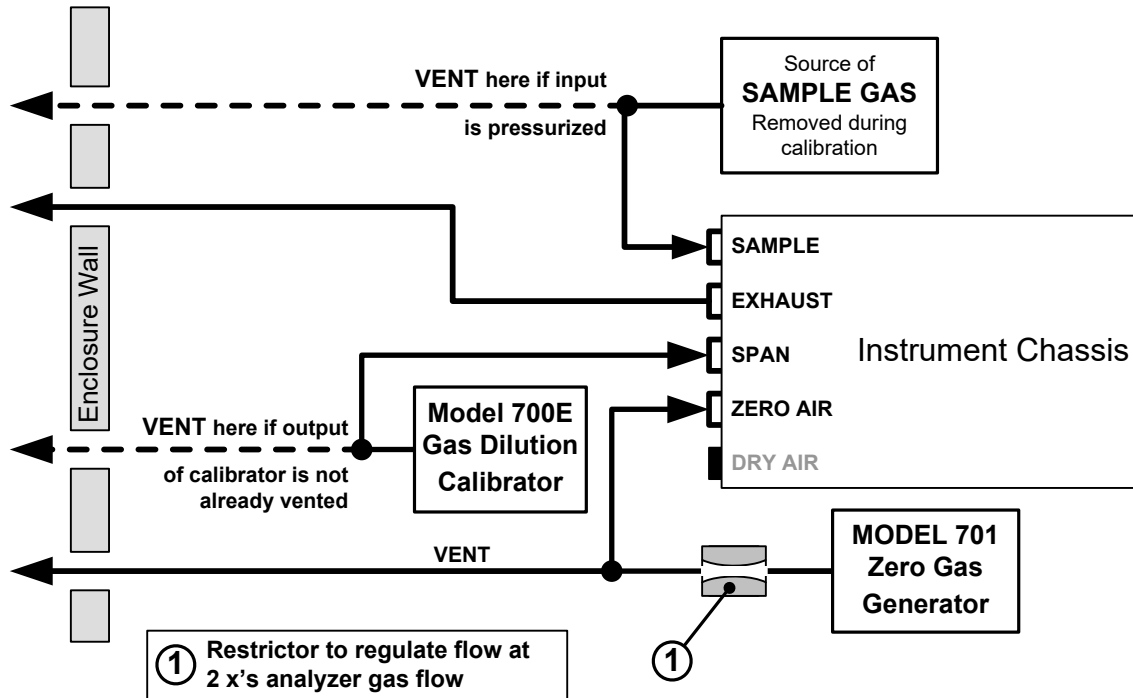 VENT here if input
is pressurized
Source of
SAMPLE GAS
Removed during
calibration
SAMPLE
EXHAUST
SPAN
ZERO AIR
DRY AIR
Instrument Chassis
Enclosure Wall
VENT here if output
of calibrator is not
already vented
Model 700E
Gas Dilution
Calibrator
VENT
MODEL 701
Zero Gas
Generator
1
1 Restrictor to regulate flow at
2 x's analyzer gas flow